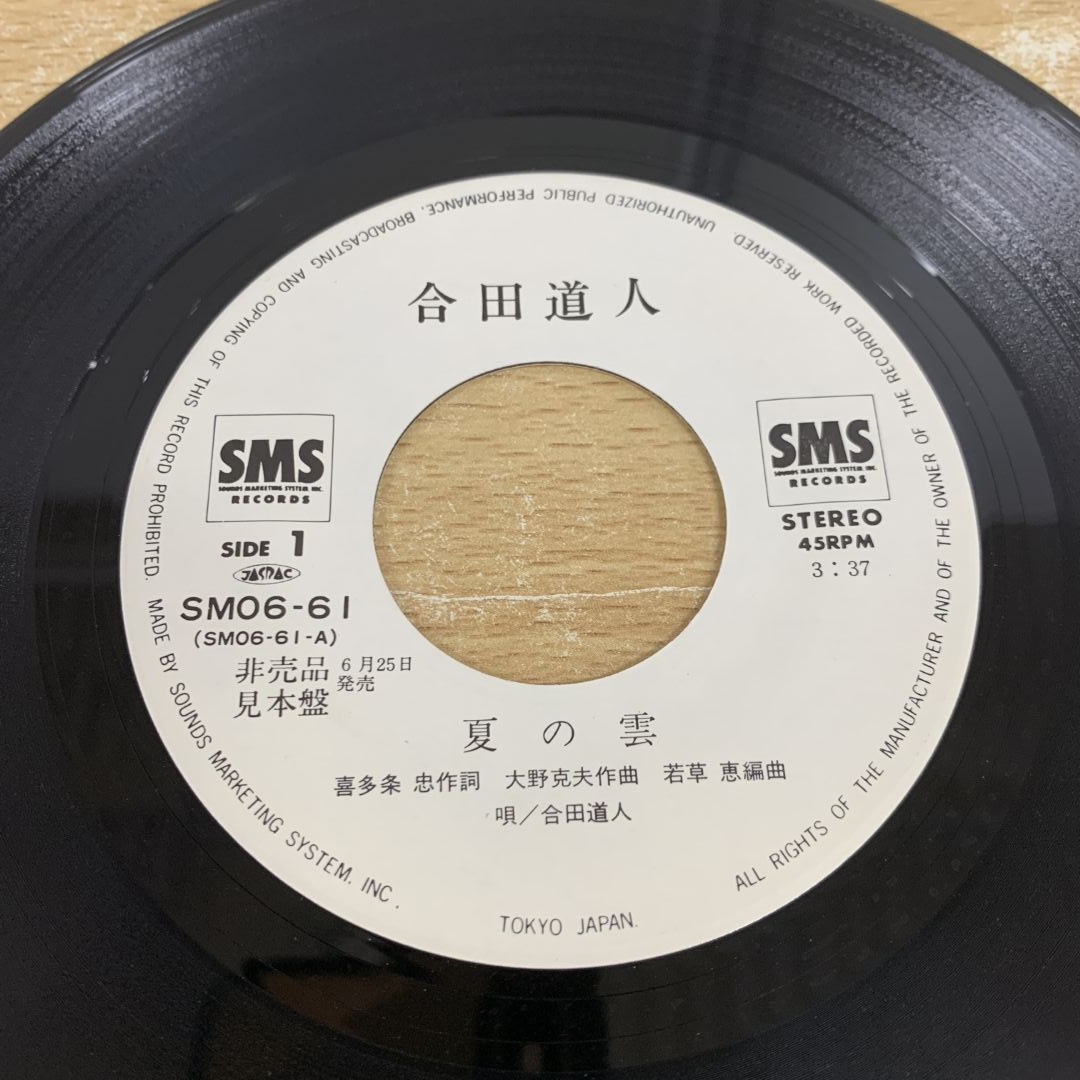 合田道人
SMS
SOUNDS MARKETING SYSTEM INC.
RECORDS
SIDE 1
JASRAC
SM06-61
(SM06-61-A)
非売品 6月25日
見本盤 発売
SMS
SOUNDS MARKETING SYSTEM INC.
RECORDS
STEREO
45RPM
3:37
夏の雲
喜多条 忠作詞 大野克夫作曲 若草 恵編曲
唄/合田道人
ALL RIGHTS OF THE MANUFACTURER AND OF THE OWNER OF THE RECORDED WORK RESERVED. UNAUTHORIZED PUBLIC PERFORMANCE, BROADCASTING AND COPYING OF THIS RECORD PROHIBITED. MADE BY SOUNDS MARKETING SYSTEM. INC.
TOKYO JAPAN.